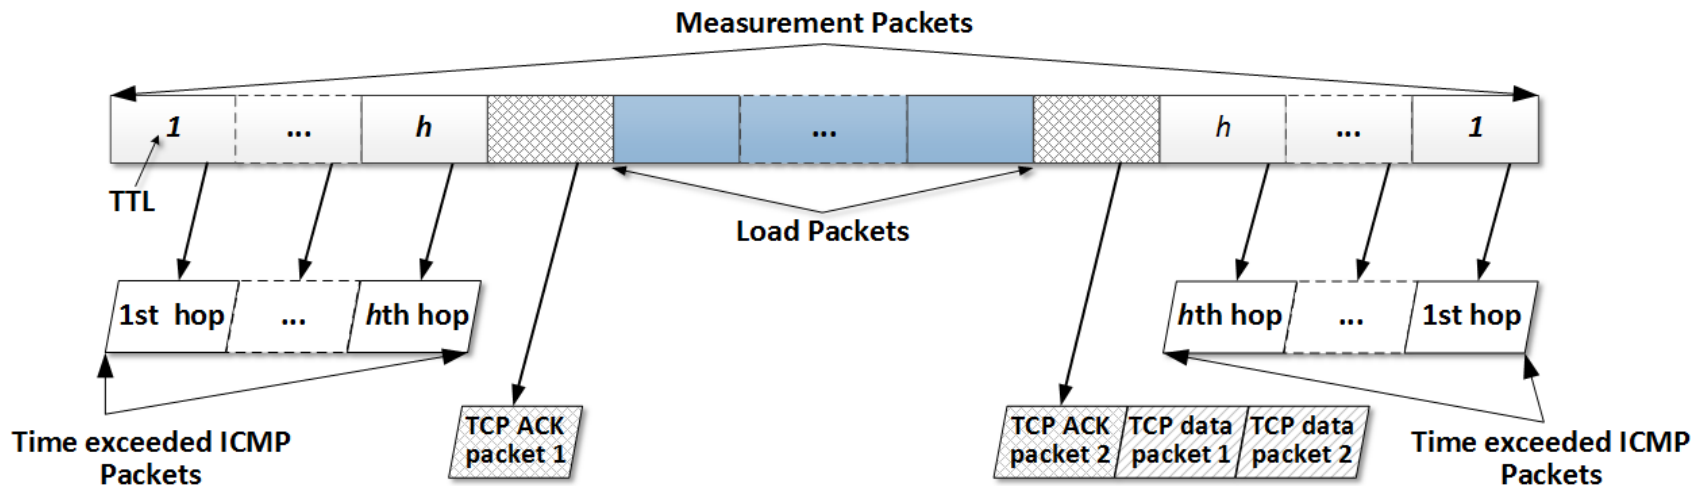 Measurement Packets
1 ... h ... h ... 1
TTL
Load Packets
1st hop ... hth hop
hth hop ... 1st hop
TCP ACK
packet 1
TCP ACK
packet 2
TCP data
packet 1
TCP data
packet 2
Time exceeded ICMP
Packets
Time exceeded ICMP
Packets